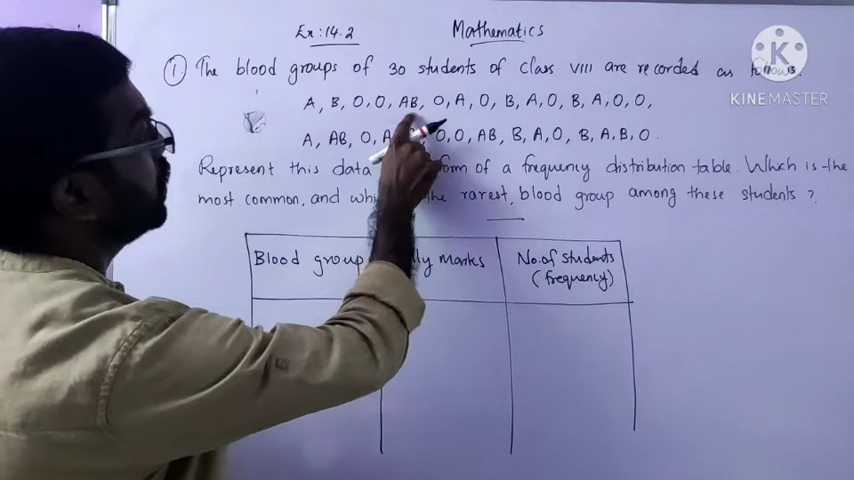 Ex:14.2 Mathematics
① The blood groups of 30 students of Class VIII are recorded as
A, B, O, O, AB, O, A, O, B, A, O, B, A, O, O,
A, AB, O, A O, O, AB, B, A, O, B, A, B, O.
Represent this data form of a frequency distribution table. Which is the
most common, and the rarest, blood group among these students ?
Blood group Marks No. of students
(frequency)
K
KINEMASTER